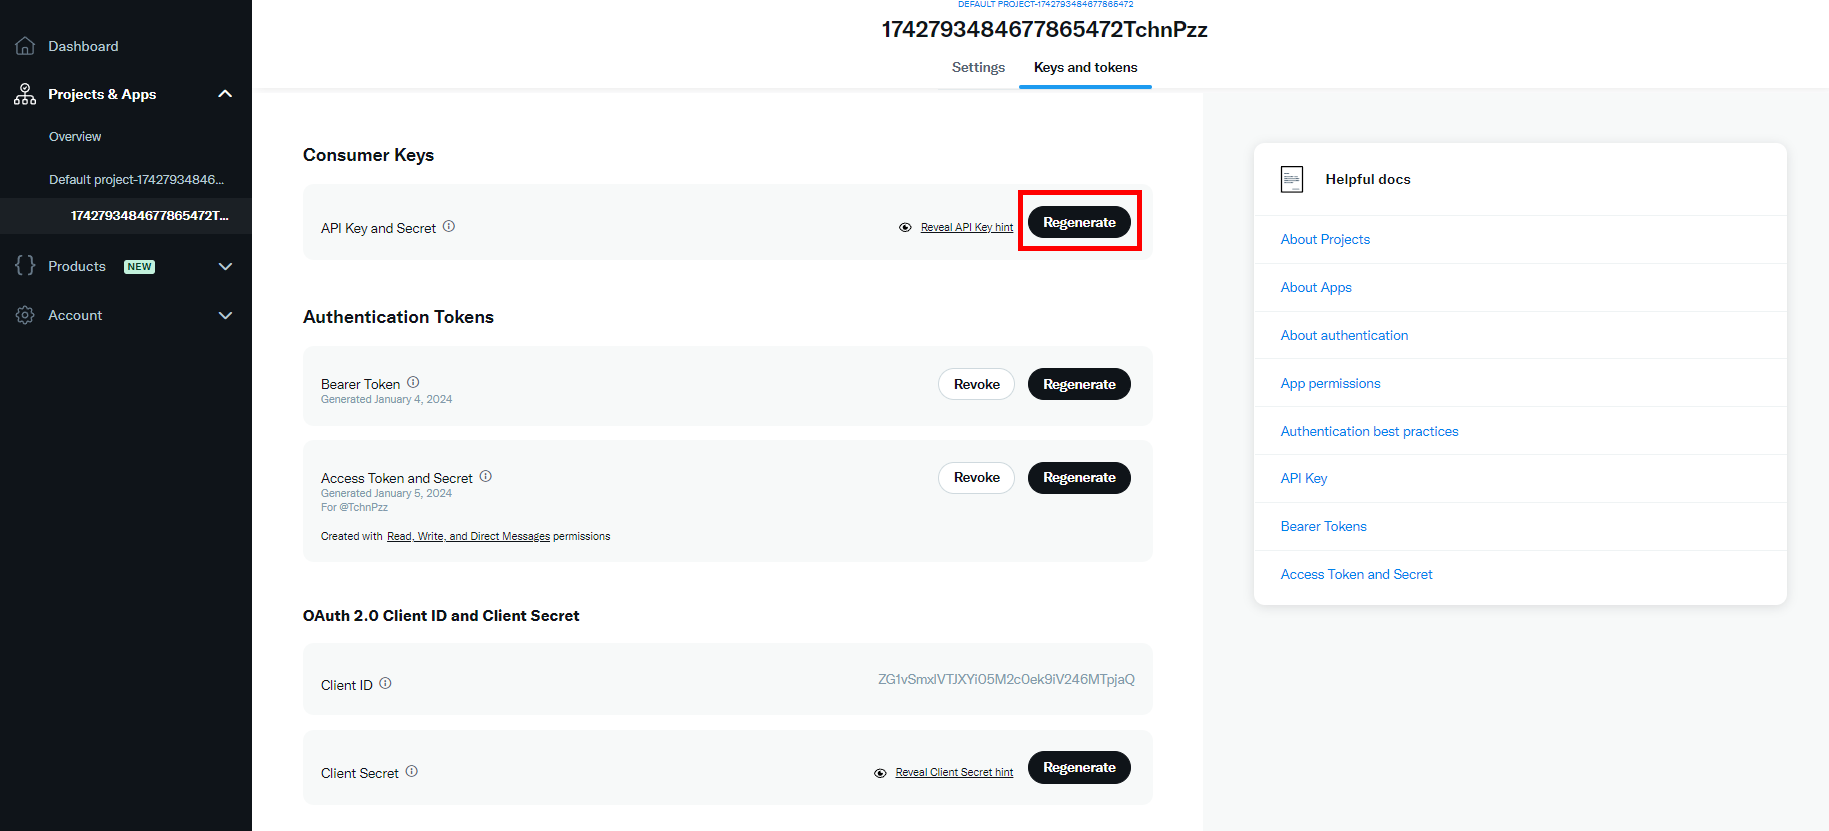 Dashboard
Projects & Apps
Overview
Default project-17427934846...
1742793484677865472T...
Products NEW
Account
DEFAULT PROJECT-1742793484677865472
1742793484677865472TchnPzz
Settings Keys and tokens
Consumer Keys
API Key and Secret Reveal API Key hint Regenerate
Authentication Tokens
Bearer Token Revoke Regenerate
Generated January 4, 2024
Access Token and Secret Revoke Regenerate
Generated January 5, 2024
For @TchnPzz
Created with Read, Write, and Direct Messages permissions
OAuth 2.0 Client ID and Client Secret
Client ID ZG1vSmxlVTJXYi05M2c0ek9iV246MTpjaQ
Client Secret Reveal Client Secret hint Regenerate
Helpful docs
About Projects
About Apps
About authentication
App permissions
Authentication best practices
API Key
Bearer Tokens
Access Token and Secret